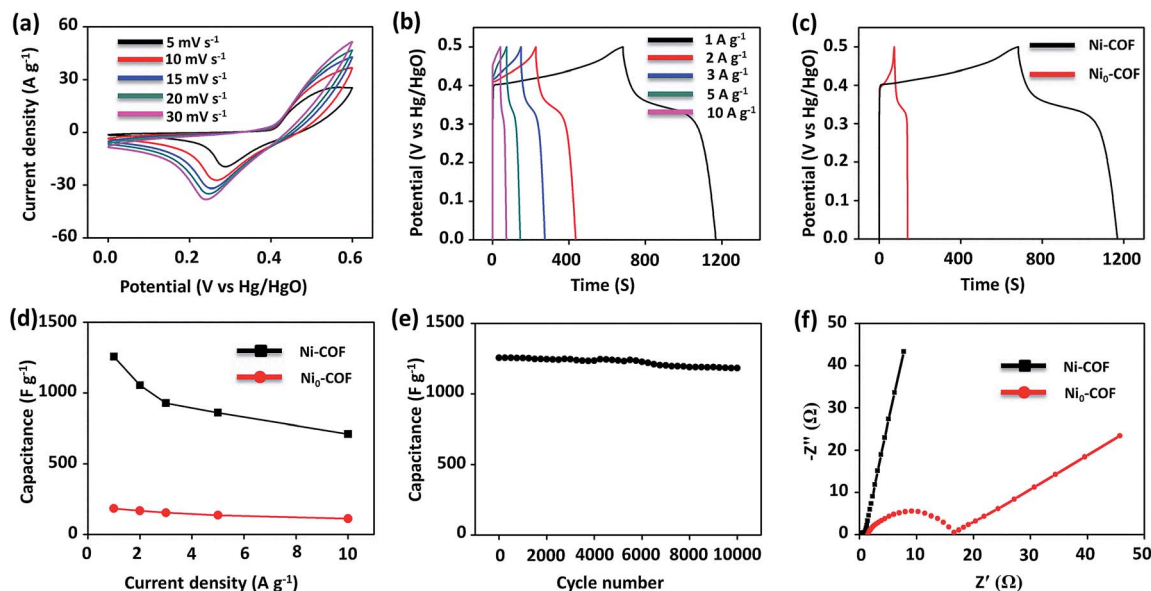 (a)
60
30
0
-30
-60
Current density (A g⁻¹)
5 mV s⁻¹
10 mV s⁻¹
15 mV s⁻¹
20 mV s⁻¹
30 mV s⁻¹
0.0 0.2 0.4 0.6
Potential (V vs Hg/HgO)
(b)
0.5
0.4
0.3
0.2
0.1
0.0
Potential (V vs Hg/HgO)
1 A g⁻¹
2 A g⁻¹
3 A g⁻¹
5 A g⁻¹
10 A g⁻¹
0 400 800 1200
Time (S)
(c)
0.5
0.4
0.3
0.2
0.1
0.0
Potential (V vs Hg/HgO)
Ni-COF
Ni₀-COF
0 400 800 1200
Time (S)
(d)
1500
1000
500
0
Capacitance (F g⁻¹)
Ni-COF
Ni₀-COF
0 2 4 6 8 10
Current density (A g⁻¹)
(e)
1500
1000
500
0
Capacitance (F g⁻¹)
0 2000 4000 6000 8000 10000
Cycle number
(f)
50
40
30
20
10
0
-Z'' (Ω)
Ni-COF
Ni₀-COF
0 10 20 30 40 50
Z' (Ω)